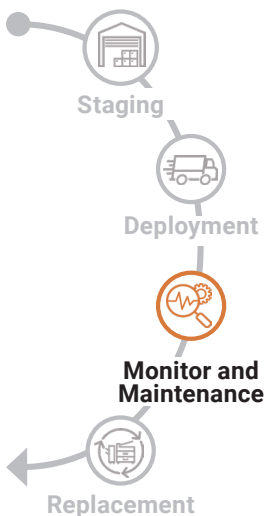 Staging
Deployment
Monitor and
Maintenance
Replacement